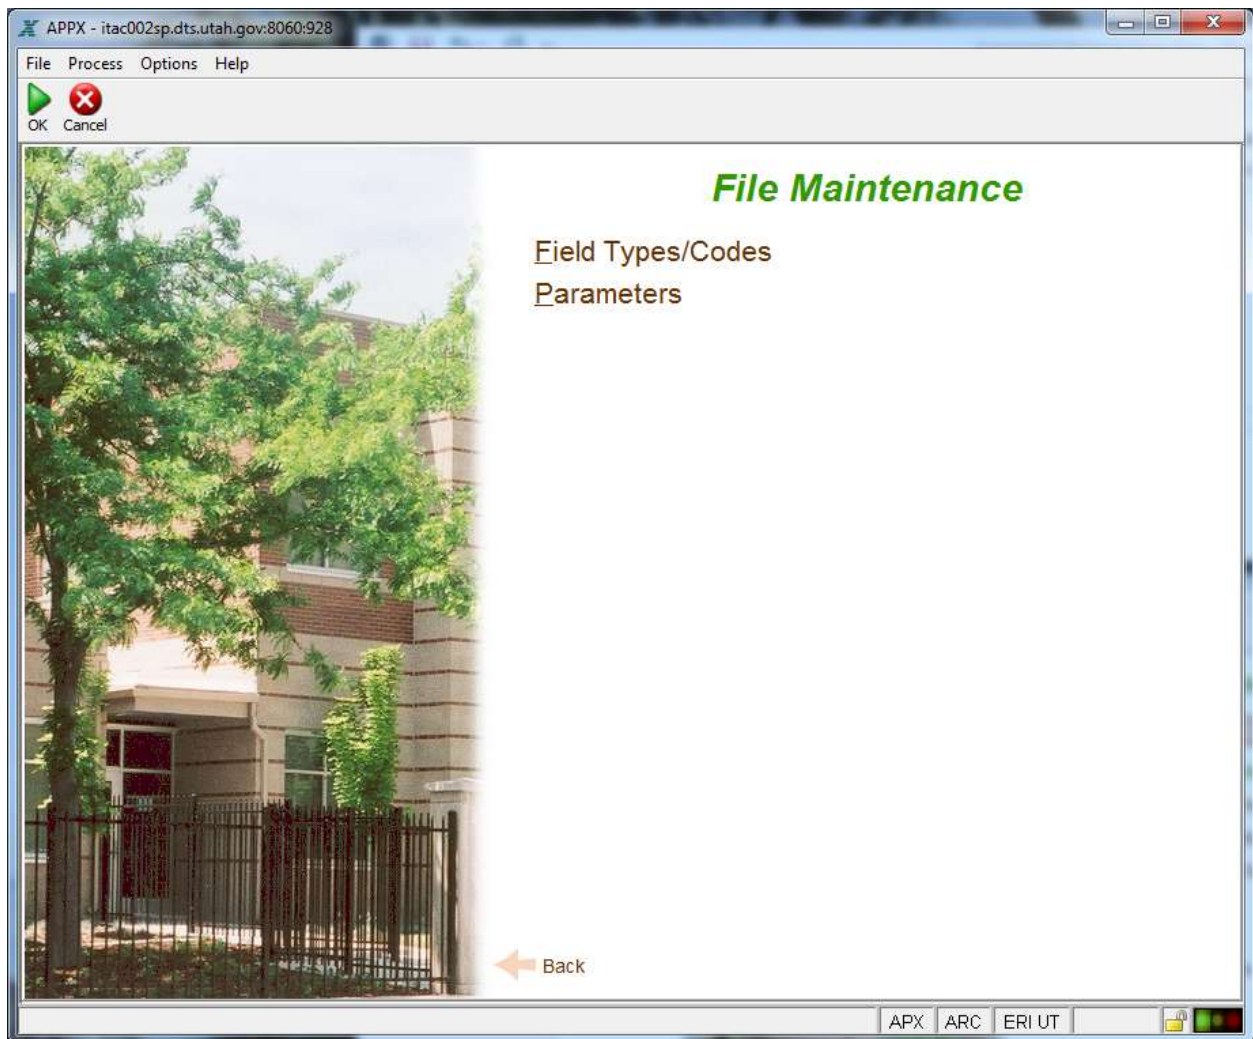 APPX - itac002sp.dts.utah.gov:8060:928
File Process Options Help
OK Cancel
File Maintenance
Field Types/Codes
Parameters
Back
APX ARC ERI UT